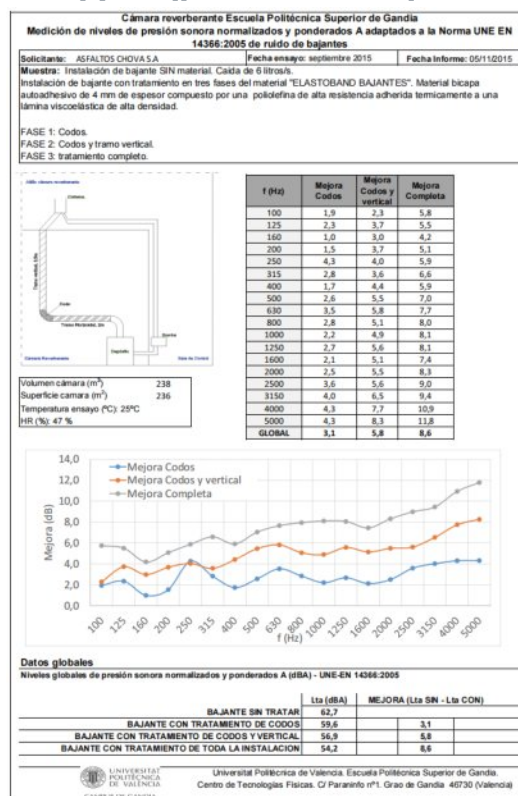 Cámara reverberante Escuela Politécnica Superior de Gandia
Medición de niveles de presión sonora normalizados y ponderados A adaptados a la Norma UNE EN
14366:2005 de ruido de bajantes
Solicitante: ASFALTOS CHOVA S.A Fecha ensayo: septiembre 2015 Fecha Informe: 05/11/2015
Muestra: Instalación de bajante SIN material. Caida de 6 litros/s.
Instalación de bajante con tratamiento en tres fases del material "ELASTOBAND BAJANTES". Material bicapa
autoadhesivo de 4 mm de espesor compuesto por una poliolefina de alta resistencia adherida termicamente a una
lámina viscoelástica de alta densidad.
FASE 1: Codos.
FASE 2: Codos y tramo vertical.
FASE 3: tratamiento completo.
Cisterna
Codo
Depósito
Bomba
Cámara Reverberante
Sala de Control
Volumen cámara (m³) 238
Superficie camara (m²) 236
Temperatura ensayo (ºC): 25ºC
HR (%): 47 %
f (Hz) Mejora Codos Mejora Codos y vertical Mejora Completa
100 1,9 2,3 5,8
125 2,3 3,7 5,5
160 1,0 3,0 4,2
200 1,5 3,7 5,1
250 4,3 4,0 5,9
315 2,8 3,6 6,6
400 1,7 4,4 5,9
500 2,6 5,5 7,0
630 3,5 5,8 7,7
800 2,8 5,1 8,0
1000 2,2 4,9 8,1
1250 2,7 5,6 8,1
1600 2,1 5,1 7,4
2000 2,5 5,5 8,3
2500 3,6 5,6 9,0
3150 4,0 6,5 9,4
4000 4,3 7,7 10,9
5000 4,3 8,3 11,8
GLOBAL 3,1 5,8 8,6
14,0
12,0
10,0
8,0
6,0
4,0
2,0
0,0
Mejora (dB)
Mejora Codos
Mejora Codos y vertical
Mejora Completa
100 125 160 200 250 315 400 500 630 800 1000 1250 1600 2000 2500 3150 4000 5000
f (Hz)
Datos globales
Niveles globales de presión sonora normalizados y ponderados A (dBA) - UNE-EN 14366:2005
Lta (dBA) MEJORA (Lta SIN - Lta CON)
BAJANTE SIN TRATAR 62,7
BAJANTE CON TRATAMIENTO DE CODOS 59,6 3,1
BAJANTE CON TRATAMIENTO DE CODOS Y VERTICAL 56,9 5,8
BAJANTE CON TRATAMIENTO DE TODA LA INSTALACION 54,2 8,6
UNIVERSITAT
POLITÈCNICA
DE VALÈNCIA
Universitat Politècnica de Valencia. Escuela Politécnica Superior de Gandia.
Centro de Tecnologías Físicas. C/ Paraninfo nº1. Grao de Gandia 46730 (Valencia)